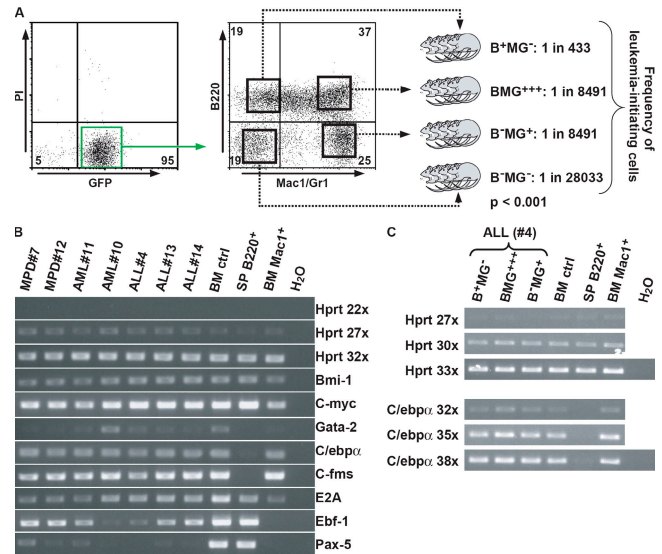 A
PI
5
95
GFP
B220
19
37
19
25
Mac1/Gr1
B+MG-: 1 in 433
BMG+++: 1 in 8491
B-MG+: 1 in 8491
B-MG-: 1 in 28033
p < 0.001
Frequency of
leukemia-initiating cells
B
MPD#7
MPD#12
AML#11
AML#10
ALL#4
ALL#13
ALL#14
BM ctrl
SP B220+
BM Mac1+
H2O
Hprt 22x
Hprt 27x
Hprt 32x
Bmi-1
C-myc
Gata-2
C/ebpα
C-fms
E2A
Ebf-1
Pax-5
C
ALL (#4)
B+MG-
BMG+++
B-MG+
BM ctrl
SP B220+
BM Mac1+
H2O
Hprt 27x
Hprt 30x
Hprt 33x
C/ebpα 32x
C/ebpα 35x
C/ebpα 38x